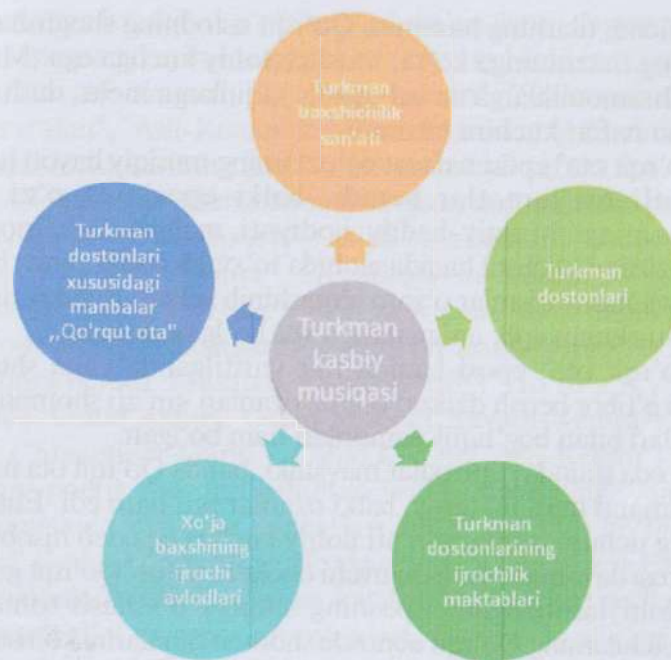 Turkman
baxshichilik
san'ati
Turkman
dostonlari
xususidagi
manbalar
,,Qo'rqut ota"
Turkman
dostonlari
Turkman
kasbiy
musiqasi
Xo'ja
baxshining
ijrochi
avlodlari
Turkman
dostonlarining
ijrochilik
maktablari